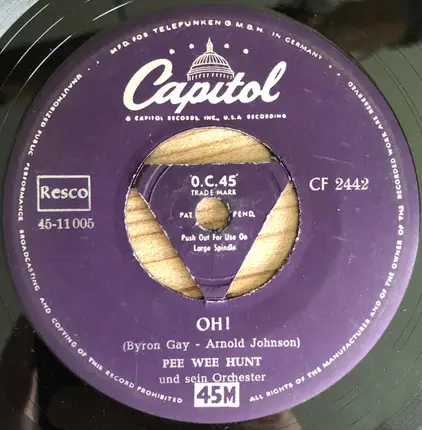 MFD. FOR TELEFUNKEN G.M.B.H. IN GERMANY
Capitol
® CAPITOL RECORDS, INC., U.S.A. RECORDING
"O.C. 45"
TRADE MARK
PAT. PEND.
Push Out For Use On
Large Spindle
Resco
45-11005
CF 2442
OH!
(Byron Gay - Arnold Johnson)
PEE WEE HUNT
und sein Orchester
45M
UNAUTHORIZED PUBLIC PERFORMANCE BROADCASTING AND COPYING OF THIS RECORD PROHIBITED
ALL RIGHTS OF THE MANUFACTURER AND OF THE OWNER OF THE RECORDED WORK ARE RESERVED